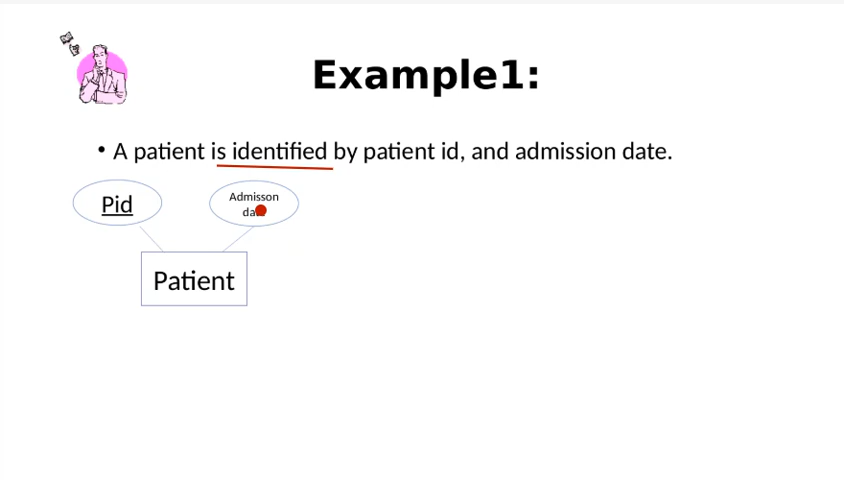 Example1:
• A patient is identified by patient id, and admission date.
Pid
Admisson
Patient